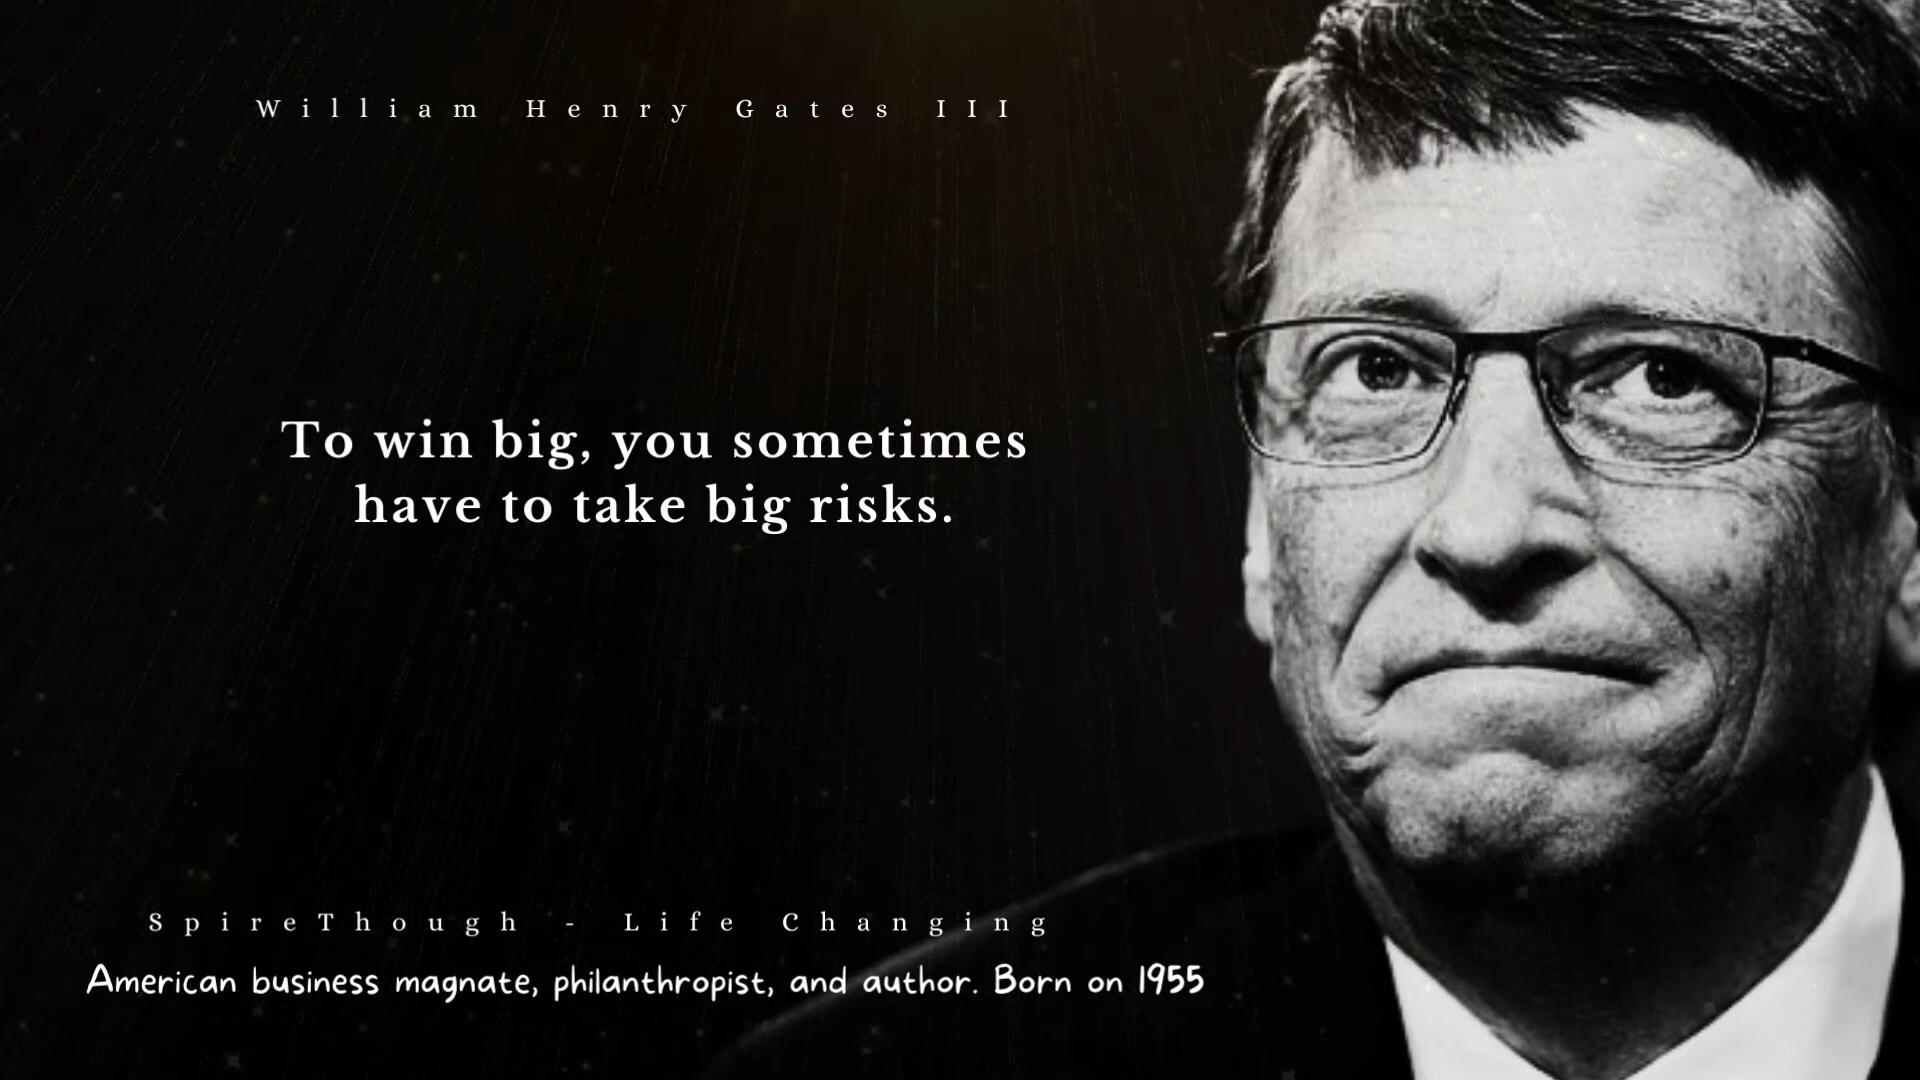 William Henry Gates III
To win big, you sometimes
have to take big risks.
SpireThough - Life Changing
American business magnate, philanthropist, and author. Born on 1955